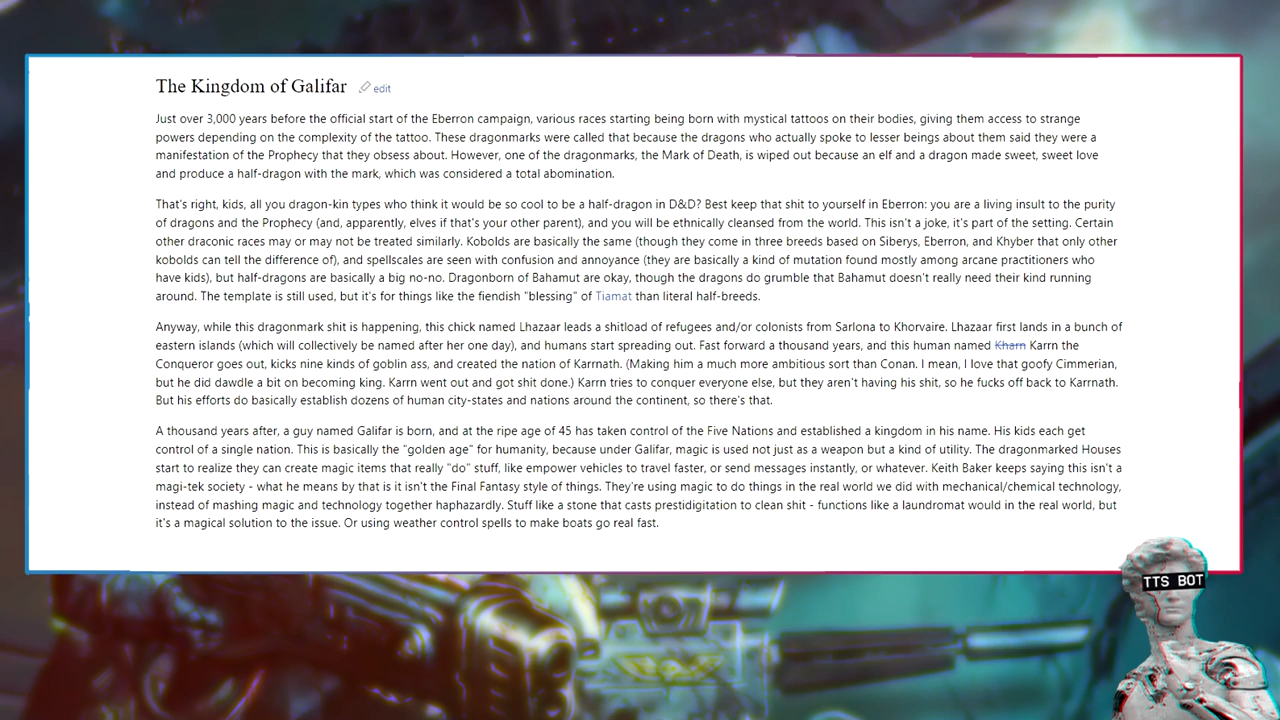 The Kingdom of Galifar edit
Just over 3,000 years before the official start of the Eberron campaign, various races starting being born with mystical tattoos on their bodies, giving them access to strange
powers depending on the complexity of the tattoo. These dragonmarks were called that because the dragons who actually spoke to lesser beings about them said they were a
manifestation of the Prophecy that they obsess about. However, one of the dragonmarks, the Mark of Death, is wiped out because an elf and a dragon made sweet, sweet love
and produce a half-dragon with the mark, which was considered a total abomination.
That's right, kids, all you dragon-kin types who think it would be so cool to be a half-dragon in D&D? Best keep that shit to yourself in Eberron: you are a living insult to the purity
of dragons and the Prophecy (and, apparently, elves if that's your other parent), and you will be ethnically cleansed from the world. This isn't a joke, it's part of the setting. Certain
other draconic races may or may not be treated similarly. Kobolds are basically the same (though they come in three breeds based on Siberys, Eberron, and Khyber that only other
kobolds can tell the difference of), and spellscales are seen with confusion and annoyance (they are basically a kind of mutation found mostly among arcane practitioners who
have kids), but half-dragons are basically a big no-no. Dragonborn of Bahamut are okay, though the dragons do grumble that Bahamut doesn't really need their kind running
around. The template is still used, but it's for things like the fiendish "blessing" of Tiamat than literal half-breeds.
Anyway, while this dragonmark shit is happening, this chick named Lhazaar leads a shitload of refugees and/or colonists from Sarlona to Khorvaire. Lhazaar first lands in a bunch of
eastern islands (which will collectively be named after her one day), and humans start spreading out. Fast forward a thousand years, and this human named Kharn Karrn the
Conqueror goes out, kicks nine kinds of goblin ass, and created the nation of Karrnath. (Making him a much more ambitious sort than Conan. I mean, I love that goofy Cimmerian,
but he did dawdle a bit on becoming king. Karrn went out and got shit done.) Karrn tries to conquer everyone else, but they aren't having his shit, so he fucks off back to Karrnath.
But his efforts do basically establish dozens of human city-states and nations around the continent, so there's that.
A thousand years after, a guy named Galifar is born, and at the ripe age of 45 has taken control of the Five Nations and established a kingdom in his name. His kids each get
control of a single nation. This is basically the "golden age" for humanity, because under Galifar, magic is used not just as a weapon but a kind of utility. The dragonmarked Houses
start to realize they can create magic items that really "do" stuff, like empower vehicles to travel faster, or send messages instantly, or whatever. Keith Baker keeps saying this isn't a
magi-tek society - what he means by that is it isn't the Final Fantasy style of things. They're using magic to do things in the real world we did with mechanical/chemical technology,
instead of mashing magic and technology together haphazardly. Stuff like a stone that casts prestidigitation to clean shit - functions like a laundromat would in the real world, but
it's a magical solution to the issue. Or using weather control spells to make boats go real fast.
TTS BOT